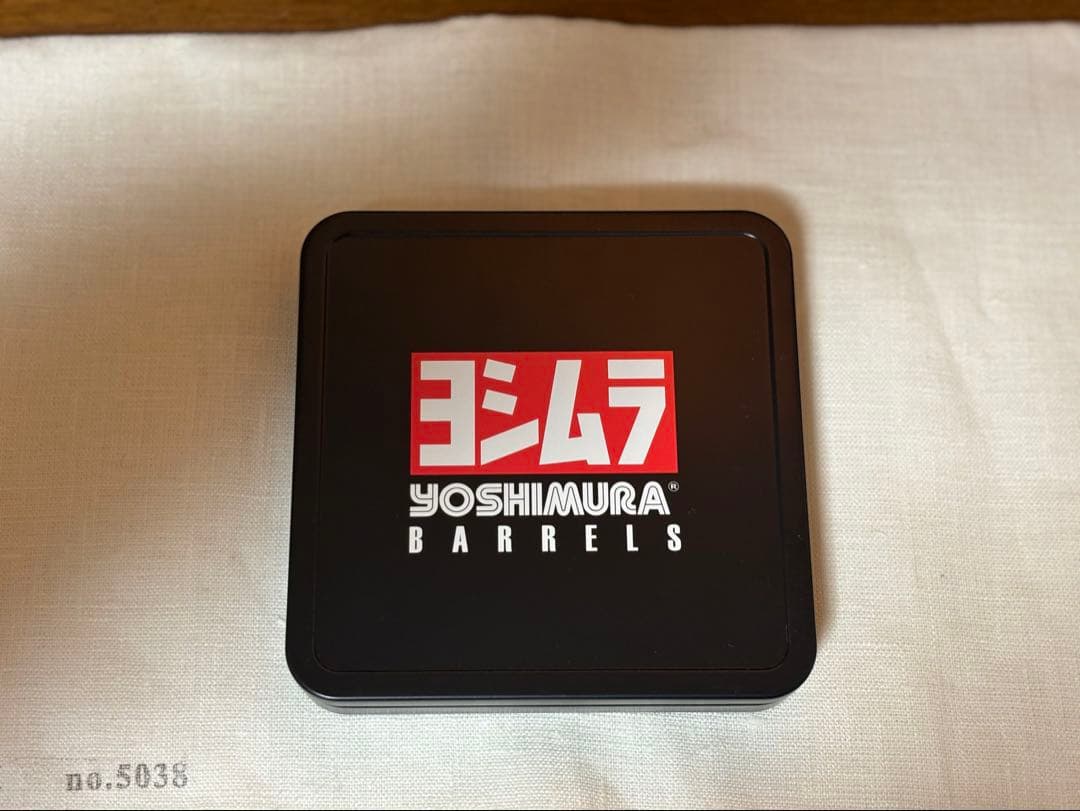 ヨシムラ
YOSHIMURA®
BARRELS
no.5038